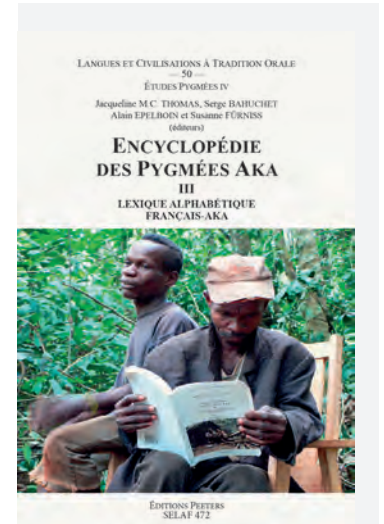 LANGUES ET CIVILISATIONS À TRADITION ORALE
— 50 —
ÉTUDES PYGMÉES IV
Jacqueline M.C. THOMAS, Serge BAHUCHET
Alain EPELBOIN et Susanne FÜRNISS
(éditeurs)
ENCYCLOPÉDIE
DES PYGMÉES AKA
III
LEXIQUE ALPHABÉTIQUE
FRANÇAIS-AKA
ÉDITIONS PEETERS
SELAF 472